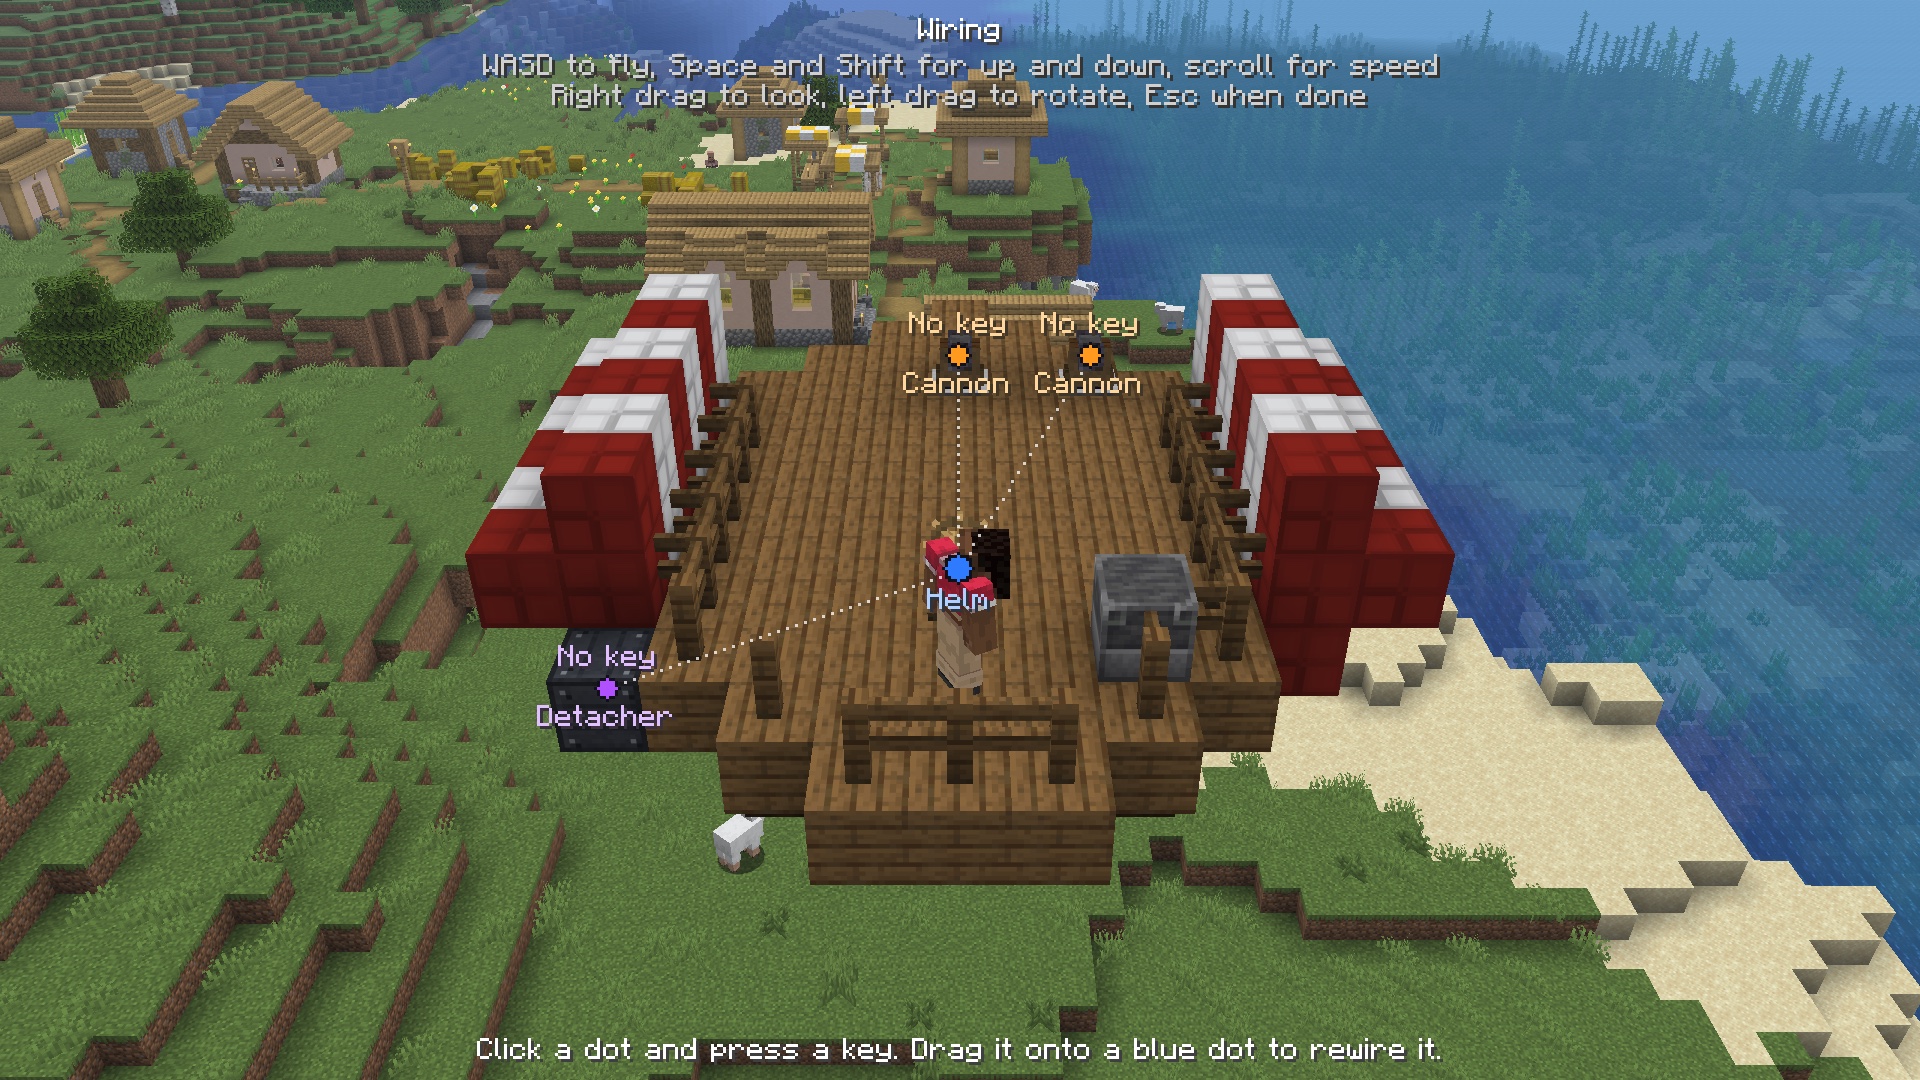 Wiring
WASD to fly, Space and Shift for up and down, scroll for speed
Right drag to look, left drag to rotate, Esc when done
No key
No key
Cannon
Cannon
Helm
No key
Detacher
Click a dot and press a key. Drag it onto a blue dot to rewire it.